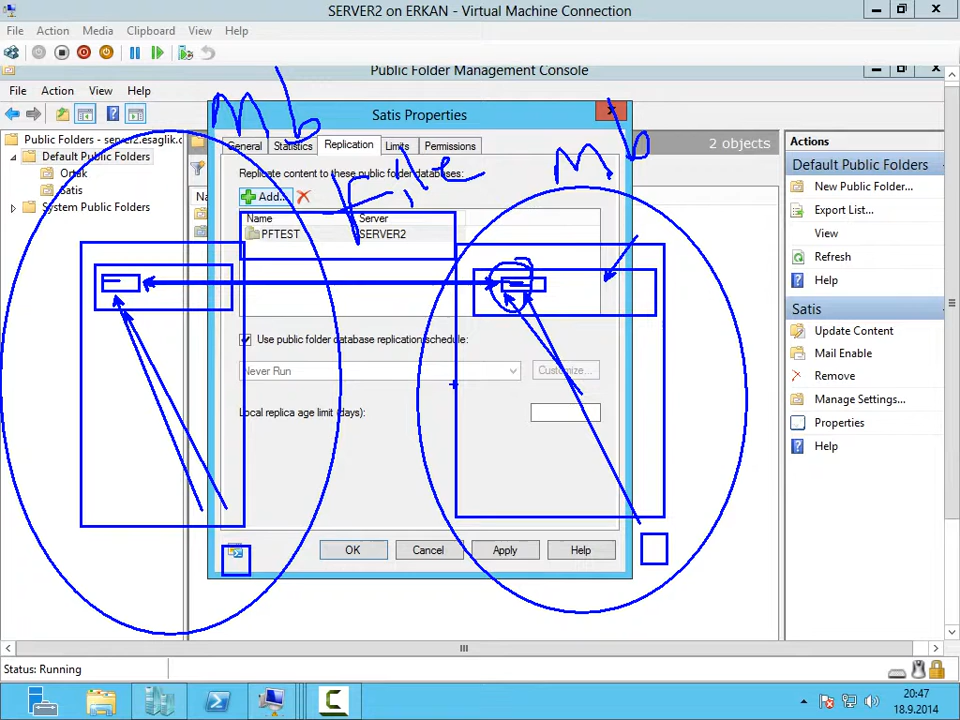 SERVER2 on ERKAN - Virtual Machine Connection
File Action Media Clipboard View Help
Public Folder Management Console
File Action View Help
Public Folders - server2.esaglik.
Default Public Folders
Ortak
Satis
System Public Folders
2 objects
Satis Properties
General Statistics Replication Limits Permissions
Replicate content to these public folder databases:
Add...
Name Server
PFTEST SERVER2
Use public folder database replication schedule:
Never Run Customize...
Local replica age limit (days):
OK Cancel Apply Help
Mb
File
Mb
Actions
Default Public Folders
New Public Folder...
Export List...
View
Refresh
Help
Satis
Update Content
Mail Enable
Remove
Manage Settings...
Properties
Help
Status: Running
20:47
18.9.2014